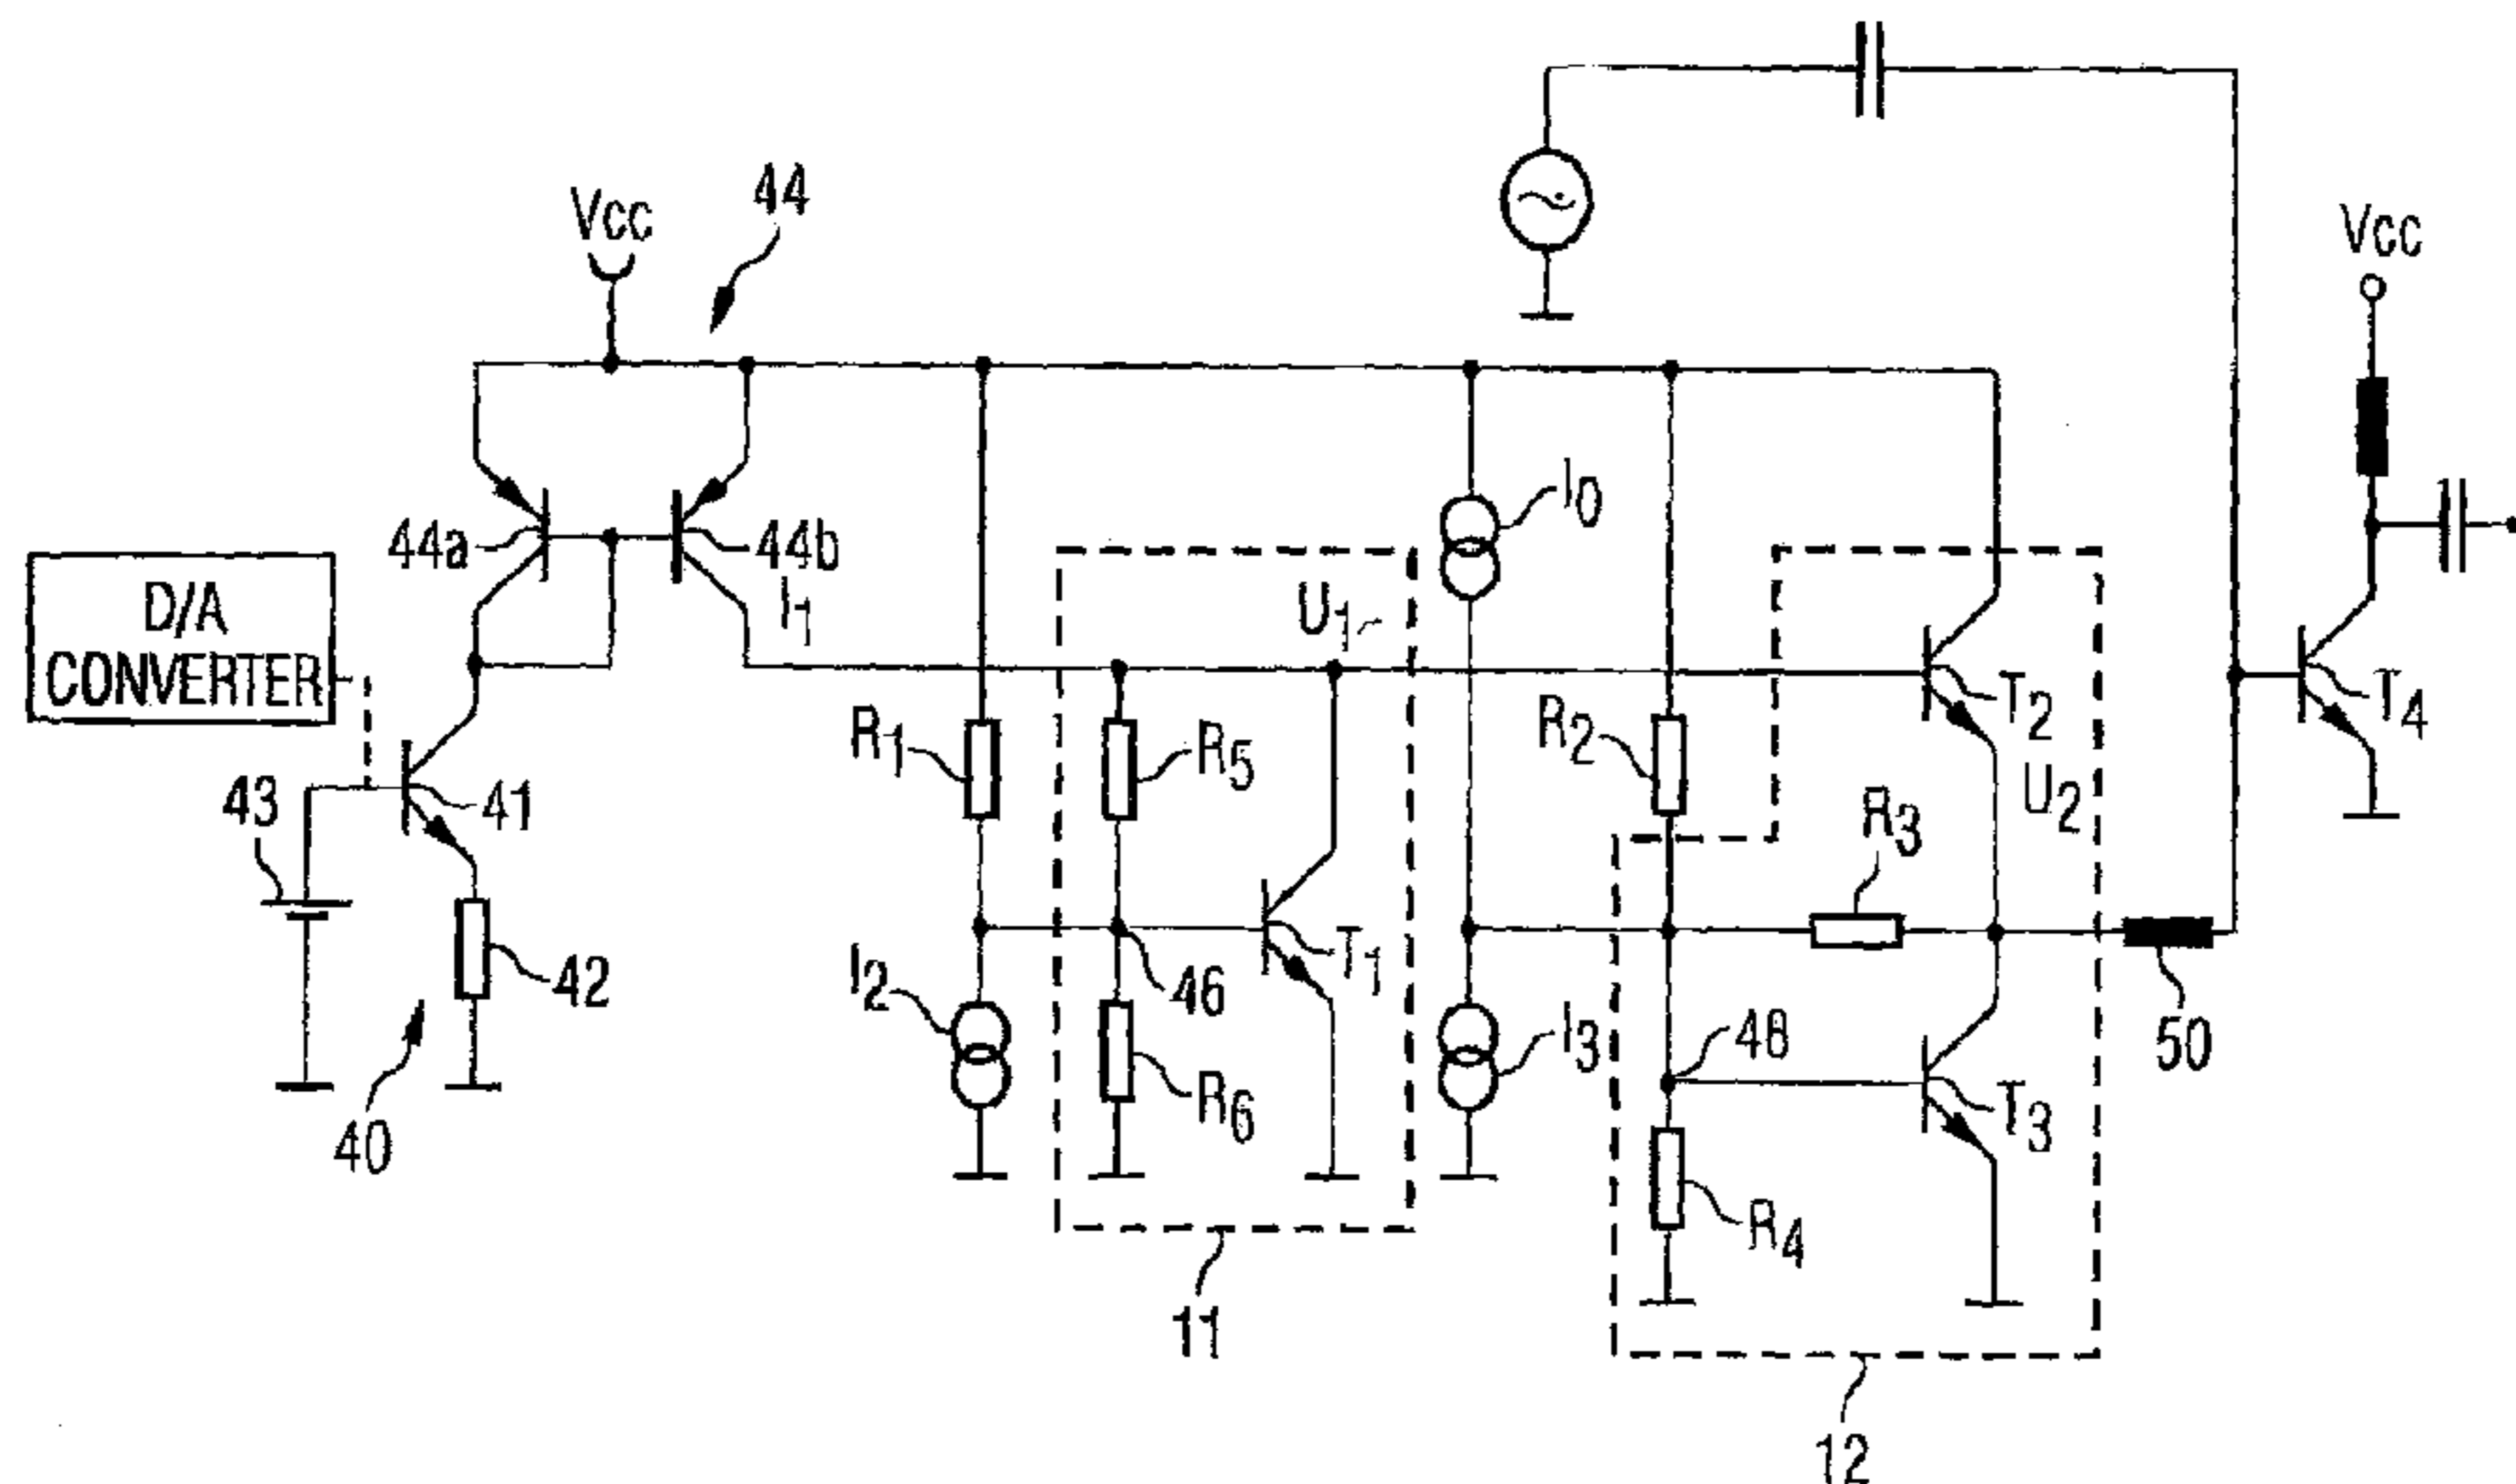 44
Vcc
Vcc
I0
44a
44b
I1
U1
D/A
CONVERTER
R1
R5
R2
T2
T4
43
41
U2
R3
I2
42
46
T1
I3
48
50
R6
T3
40
R4
11
12